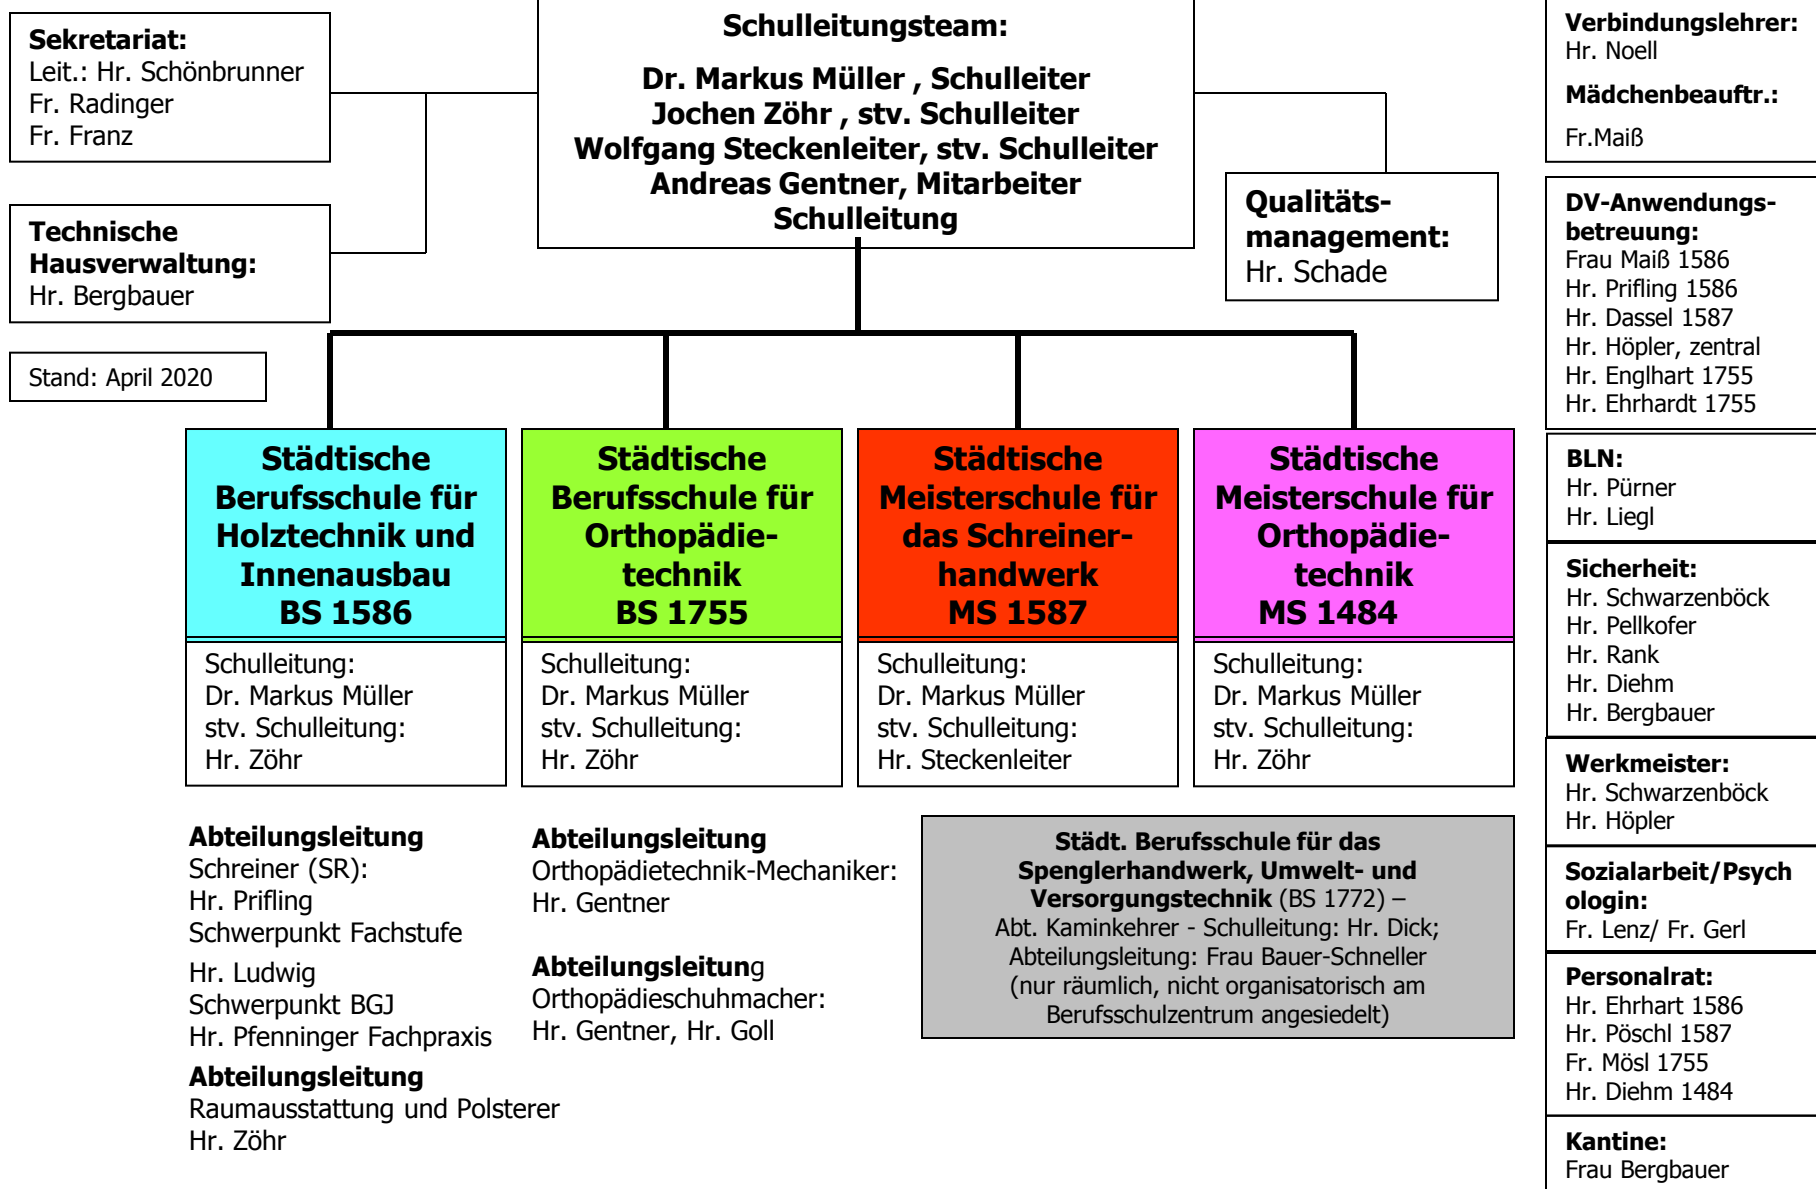 Sekretariat:
Leit.: Hr. Schönbrunner
Fr. Radinger
Fr. Franz
Technische
Hausverwaltung:
Hr. Bergbauer
Stand: April 2020
Schulleitungsteam:
Dr. Markus Müller , Schulleiter
Jochen Zöhr , stv. Schulleiter
Wolfgang Steckenleiter, stv. Schulleiter
Andreas Gentner, Mitarbeiter
Schulleitung
Qualitäts-
management:
Hr. Schade
Städtische
Berufsschule für
Holztechnik und
Innenausbau
BS 1586
Schulleitung:
Dr. Markus Müller
stv. Schulleitung:
Hr. Zöhr
Städtische
Berufsschule für
Orthopädie-
technik
BS 1755
Schulleitung:
Dr. Markus Müller
stv. Schulleitung:
Hr. Zöhr
Städtische
Meisterschule für
das Schreiner-
handwerk
MS 1587
Schulleitung:
Dr. Markus Müller
stv. Schulleitung:
Hr. Steckenleiter
Städtische
Meisterschule für
Orthopädie-
technik
MS 1484
Schulleitung:
Dr. Markus Müller
stv. Schulleitung:
Hr. Zöhr
Abteilungsleitung
Schreiner (SR):
Hr. Prifling
Schwerpunkt Fachstufe
Hr. Ludwig
Schwerpunkt BGJ
Hr. Pfenninger Fachpraxis
Abteilungsleitung
Raumausstattung und Polsterer
Hr. Zöhr
Abteilungsleitung
Orthopädietechnik-Mechaniker:
Hr. Gentner
Abteilungsleitung
Orthopädieschuhmacher:
Hr. Gentner, Hr. Goll
Städt. Berufsschule für das
Spenglerhandwerk, Umwelt- und
Versorgungstechnik (BS 1772) –
Abt. Kaminkehrer - Schulleitung: Hr. Dick;
Abteilungsleitung: Frau Bauer-Schneller
(nur räumlich, nicht organisatorisch am
Berufsschulzentrum angesiedelt)
Verbindungslehrer:
Hr. Noell
Mädchenbeauftr.:
Fr.Maiß
DV-Anwendungs-
betreuung:
Frau Maiß 1586
Hr. Prifling 1586
Hr. Dassel 1587
Hr. Höpler, zentral
Hr. Englhart 1755
Hr. Ehrhardt 1755
BLN:
Hr. Pürner
Hr. Liegl
Sicherheit:
Hr. Schwarzenböck
Hr. Pellkofer
Hr. Rank
Hr. Diehm
Hr. Bergbauer
Werkmeister:
Hr. Schwarzenböck
Hr. Höpler
Sozialarbeit/Psych
ologin:
Fr. Lenz/ Fr. Gerl
Personalrat:
Hr. Ehrhart 1586
Hr. Pöschl 1587
Fr. Mösl 1755
Hr. Diehm 1484
Kantine:
Frau Bergbauer